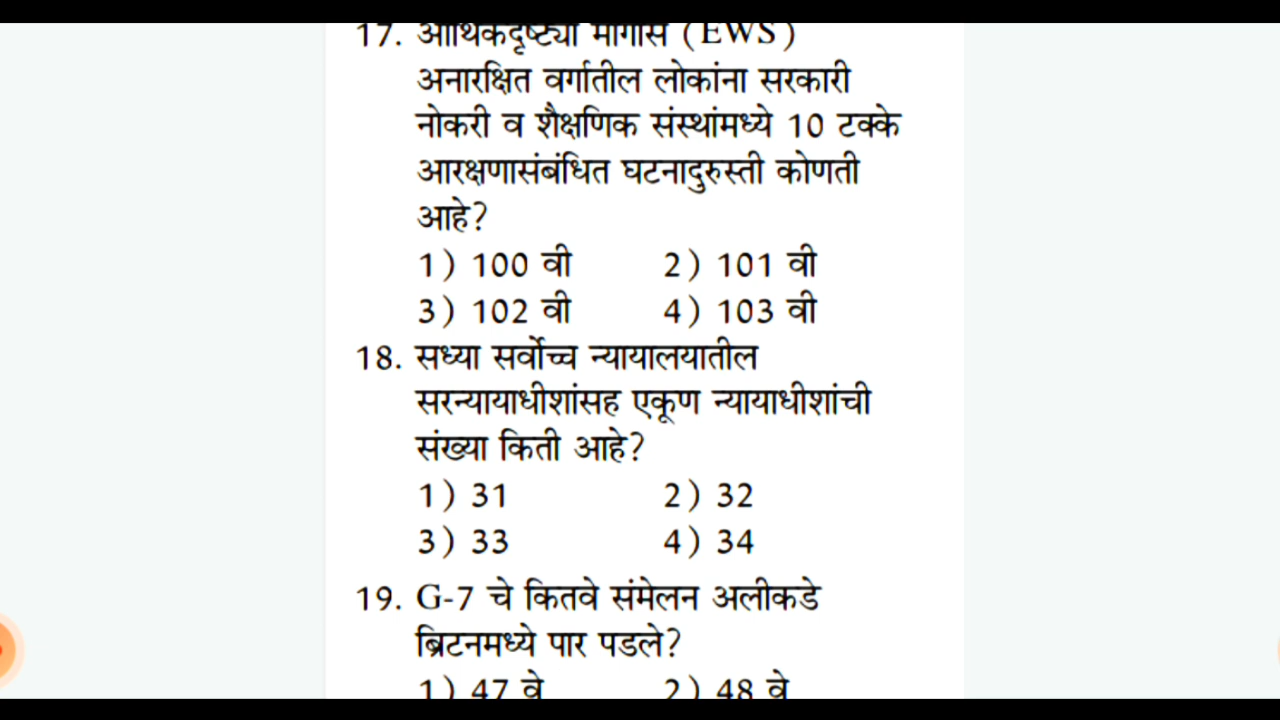 17. आर्थिकदृष्ट्या मागास (EWS)
अनारक्षित वर्गातील लोकांना सरकारी
नोकरी व शैक्षणिक संस्थांमध्ये 10 टक्के
आरक्षणासंबंधित घटनादुरुस्ती कोणती
आहे?
1) 100 वी 2) 101 वी
3) 102 वी 4) 103 वी
18. सध्या सर्वोच्च न्यायालयातील
सरन्यायाधीशांसह एकूण न्यायाधीशांची
संख्या किती आहे?
1) 31 2) 32
3) 33 4) 34
19. G-7 चे कितवे संमेलन अलीकडे
ब्रिटनमध्ये पार पडले?
1) 47 वे 2) 48 वे